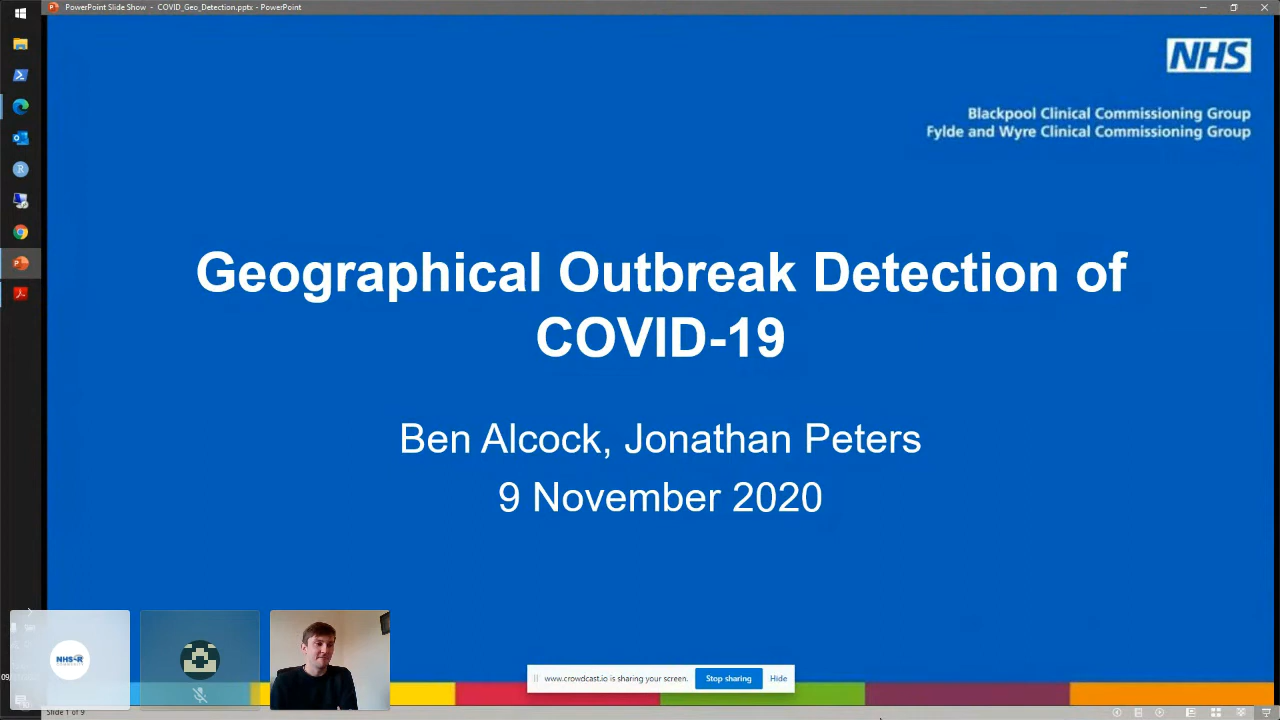 PowerPoint Slide Show - COVID_Geo_Detection.ppts - PowerPoint
NHS
Blackpool Clinical Commissioning Group
Fylde and Wyre Clinical Commissioning Group
Geographical Outbreak Detection of
COVID-19
Ben Alcock, Jonathan Peters
9 November 2020
NHS-R
COMMUNITY
www.crowdcast.io is sharing your screen.
Stop sharing
Hide
Slide 1 of 9